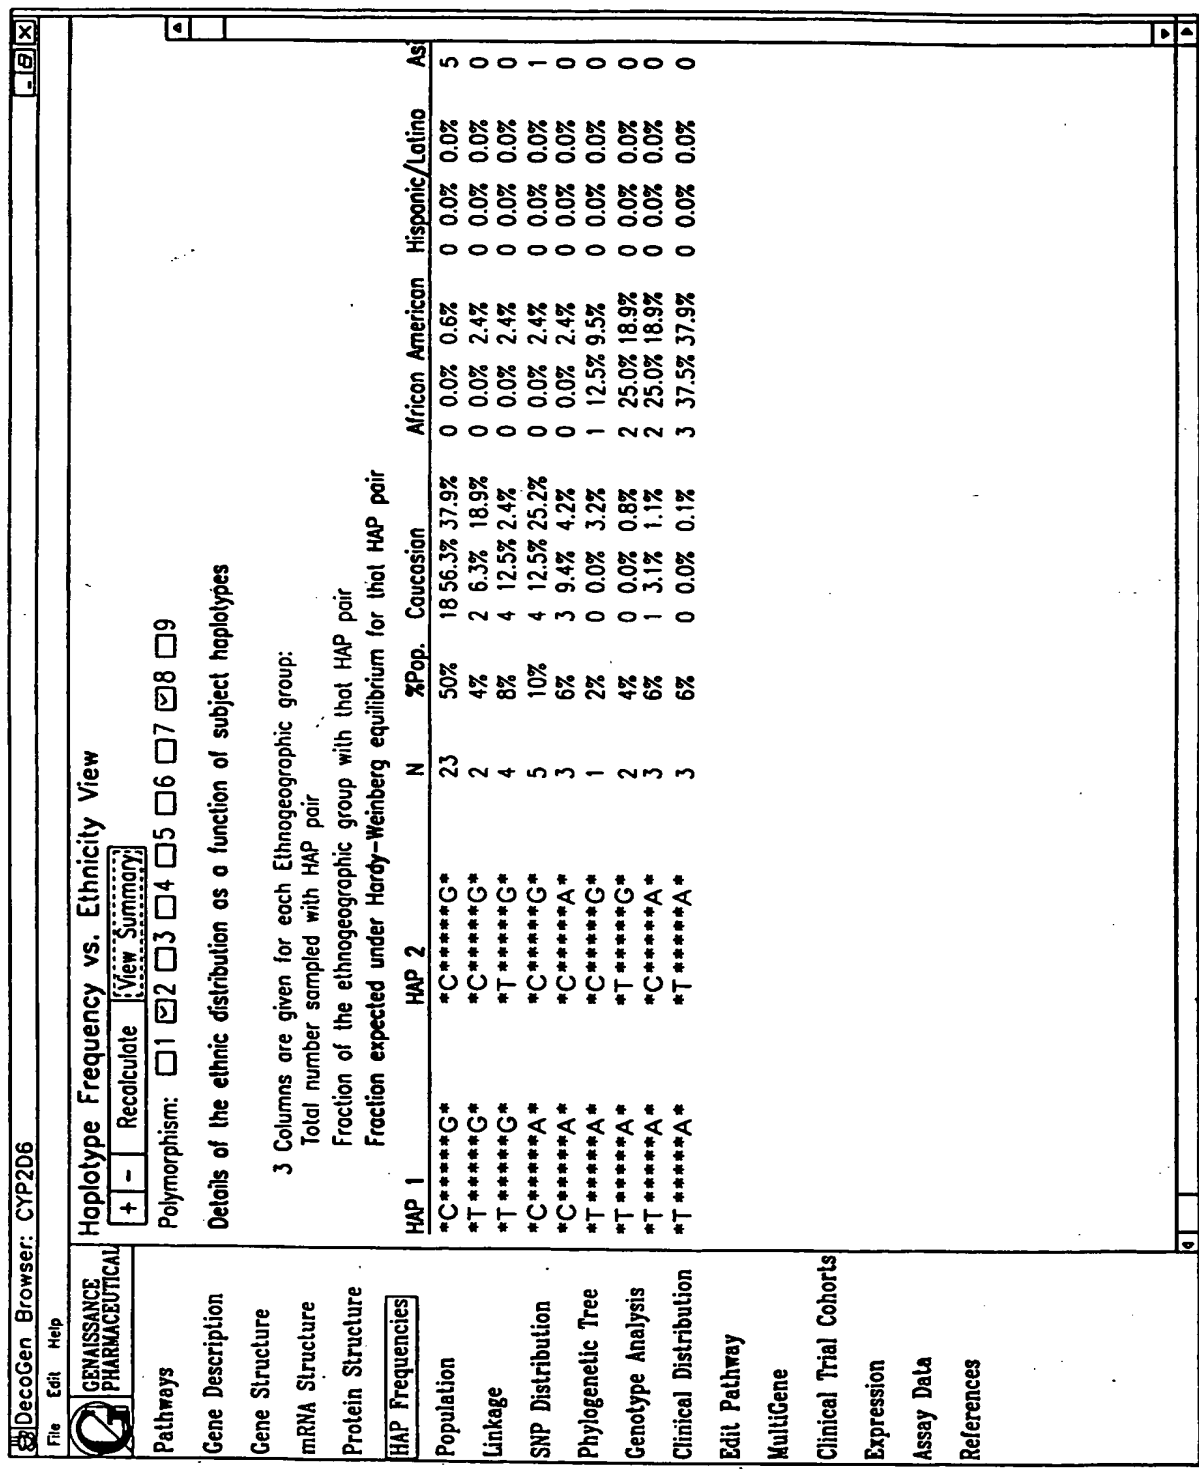 DecoGen Browser: CYP2D6
File Edit Help
GENAISSANCE
PHARMACEUTICAL
Pathways
Gene Description
Gene Structure
mRNA Structure
Protein Structure
HAP Frequencies
Population
Linkage
SNP Distribution
Phylogenetic Tree
Genotype Analysis
Clinical Distribution
Edit Pathway
MultiGene
Clinical Trial Cohorts
Expression
Assay Data
References
Haplotype Frequency vs. Ethnicity View
+ - Recalculate View Summary
Polymorphism: 1 2 3 4 5 6 7 8 9
Details of the ethnic distribution as a function of subject haplotypes
3 Columns are given for each Ethnogeographic group:
Total number sampled with HAP pair
Fraction of the ethnogeographic group with that HAP pair
Fraction expected under Hardy-Weinberg equilibrium for that HAP pair
HAP 1 HAP 2 N %Pop. Caucasian African American Hispanic/Latino Asi
*C*****G* *C*****G* 23 50% 18 56.3% 37.9% 0 0.0% 0.6% 0 0.0% 0.0% 5
*T*****G* *C*****G* 2 4% 2 6.3% 18.9% 0 0.0% 2.4% 0 0.0% 0.0% 0
*T*****G* *T*****G* 4 8% 4 12.5% 2.4% 0 0.0% 2.4% 0 0.0% 0.0% 0
*C*****A* *C*****G* 5 10% 4 12.5% 25.2% 0 0.0% 2.4% 0 0.0% 0.0% 1
*C*****A* *C*****A* 3 6% 3 9.4% 4.2% 0 0.0% 2.4% 0 0.0% 0.0% 0
*T*****A* *C*****G* 1 2% 0 0.0% 3.2% 1 12.5% 9.5% 0 0.0% 0.0% 0
*T*****A* *T*****G* 2 4% 0 0.0% 0.8% 2 25.0% 18.9% 0 0.0% 0.0% 0
*T*****A* *C*****A* 3 6% 1 3.1% 1.1% 2 25.0% 18.9% 0 0.0% 0.0% 0
*T*****A* *T*****A* 3 6% 0 0.0% 0.1% 3 37.5% 37.9% 0 0.0% 0.0% 0